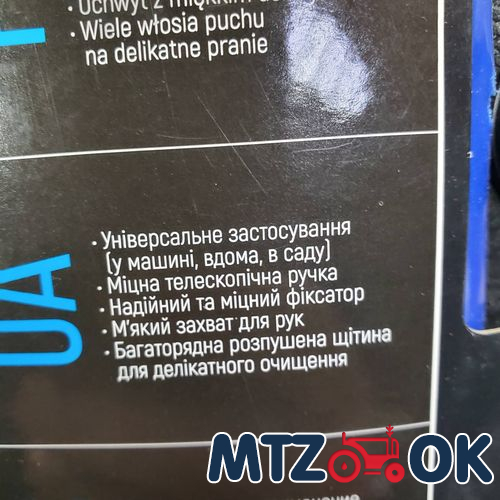 · Uchwyt z miękkim
· Wiele włosia puchu
na delikatne pranie
UA
· Універсальне застосування
(у машині, вдома, в саду)
· Міцна телескопічна ручка
· Надійний та міцний фіксатор
· М'який захват для рук
· Багаторядна розпушена щітина
для делікатного очищення
MTZ OK